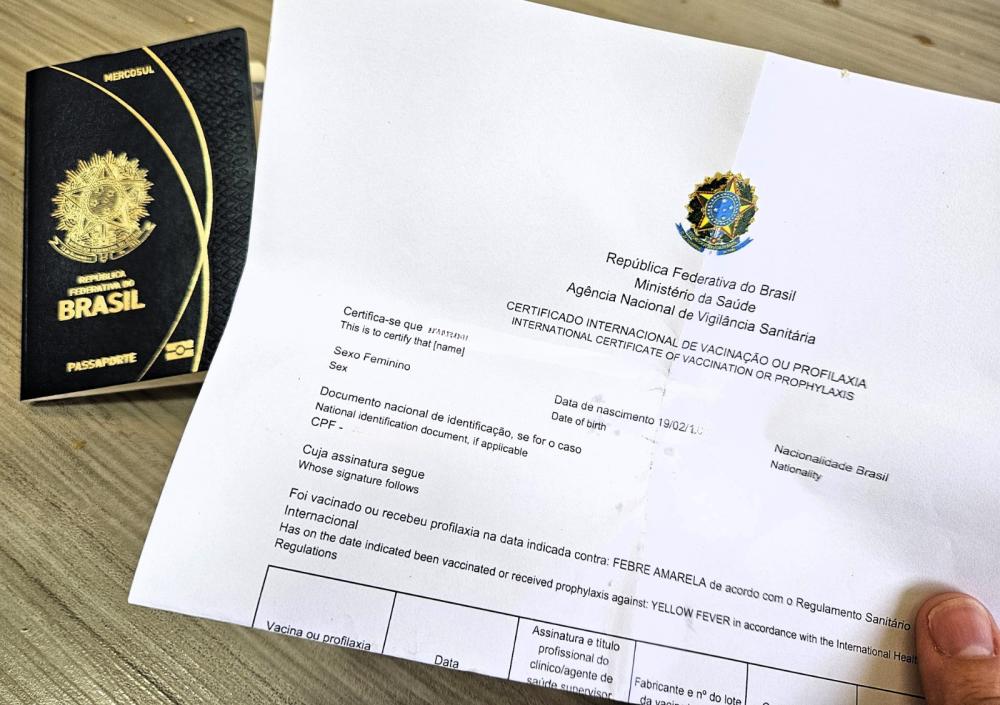 MERCOSUL
REPÚBLICA
FEDERATIVA DO
BRASIL
PASSAPORTE
República Federativa do Brasil
Ministério da Saúde
Agência Nacional de Vigilância Sanitária
CERTIFICADO INTERNACIONAL DE VACINAÇÃO OU PROFILAXIA
INTERNATIONAL CERTIFICATE OF VACCINATION OR PROPHYLAXIS
Certifica-se que
This is to certify that [name]
Sexo Feminino
Sex
Data de nascimento 19/02/
Date of birth
Nacionalidade Brasil
Nationality
Documento nacional de identificação, se for o caso
National identification document, if applicable
CPF -
Cuja assinatura segue
Whose signature follows
Foi vacinado ou recebeu profilaxia na data indicada contra: FEBRE AMARELA de acordo com o Regulamento Sanitário
Internacional
Has on the date indicated been vaccinated or received prophylaxis against: YELLOW FEVER in accordance with the International Health
Regulations
Vacina ou profilaxia
Data
Assinatura e título
profissional do
clínico/agente de
saúde supervisor
Fabricante e nº do lote
da